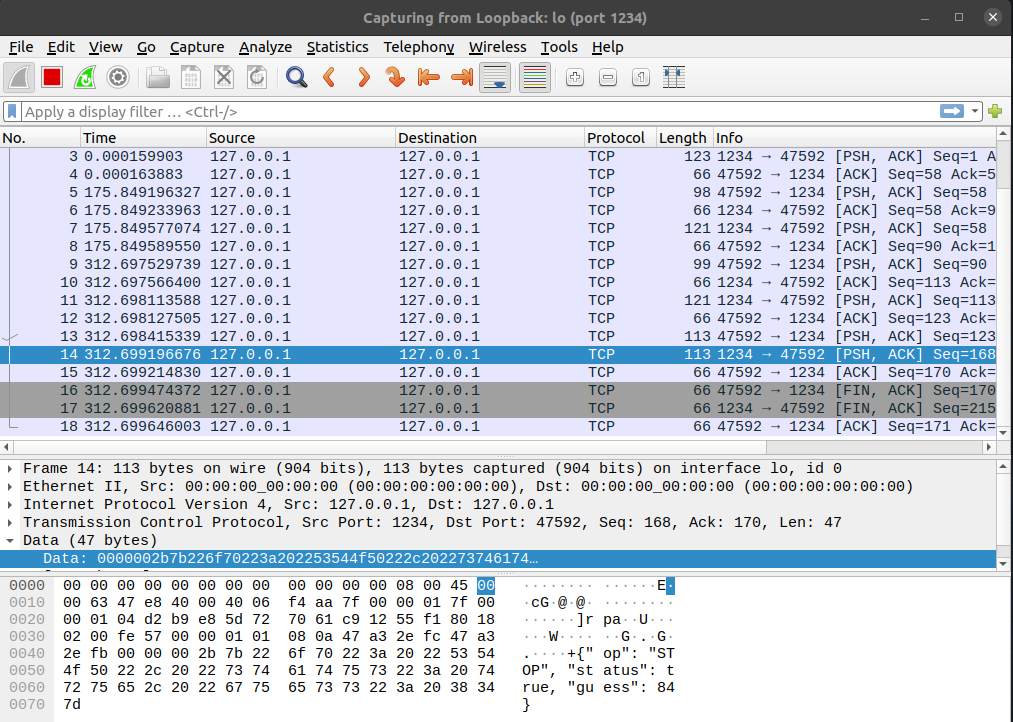 Capturing from Loopback: lo (port 1234)
File Edit View Go Capture Analyze Statistics Telephony Wireless Tools Help
Apply a display filter … <Ctrl-/>
No. Time Source Destination Protocol Length Info
3 0.000159903 127.0.0.1 127.0.0.1 TCP 123 1234 → 47592 [PSH, ACK] Seq=1 A
4 0.000163883 127.0.0.1 127.0.0.1 TCP 66 47592 → 1234 [ACK] Seq=58 Ack=5
5 175.849196327 127.0.0.1 127.0.0.1 TCP 98 47592 → 1234 [PSH, ACK] Seq=58
6 175.849233963 127.0.0.1 127.0.0.1 TCP 66 1234 → 47592 [ACK] Seq=58 Ack=9
7 175.849577074 127.0.0.1 127.0.0.1 TCP 121 1234 → 47592 [PSH, ACK] Seq=58
8 175.849589550 127.0.0.1 127.0.0.1 TCP 66 47592 → 1234 [ACK] Seq=90 Ack=1
9 312.697529739 127.0.0.1 127.0.0.1 TCP 99 47592 → 1234 [PSH, ACK] Seq=90
10 312.697566400 127.0.0.1 127.0.0.1 TCP 66 1234 → 47592 [ACK] Seq=113 Ack=
11 312.698113588 127.0.0.1 127.0.0.1 TCP 121 1234 → 47592 [PSH, ACK] Seq=113
12 312.698127505 127.0.0.1 127.0.0.1 TCP 66 47592 → 1234 [ACK] Seq=123 Ack=
13 312.698415339 127.0.0.1 127.0.0.1 TCP 113 47592 → 1234 [PSH, ACK] Seq=123
14 312.699196676 127.0.0.1 127.0.0.1 TCP 113 1234 → 47592 [PSH, ACK] Seq=168
15 312.699214830 127.0.0.1 127.0.0.1 TCP 66 47592 → 1234 [ACK] Seq=170 Ack=
16 312.699474372 127.0.0.1 127.0.0.1 TCP 66 47592 → 1234 [FIN, ACK] Seq=170
17 312.699620881 127.0.0.1 127.0.0.1 TCP 66 1234 → 47592 [FIN, ACK] Seq=215
18 312.699646003 127.0.0.1 127.0.0.1 TCP 66 47592 → 1234 [ACK] Seq=171 Ack=
Frame 14: 113 bytes on wire (904 bits), 113 bytes captured (904 bits) on interface lo, id 0
Ethernet II, Src: 00:00:00_00:00:00 (00:00:00:00:00:00), Dst: 00:00:00_00:00:00 (00:00:00:00:00:00)
Internet Protocol Version 4, Src: 127.0.0.1, Dst: 127.0.0.1
Transmission Control Protocol, Src Port: 1234, Dst Port: 47592, Seq: 168, Ack: 170, Len: 47
Data (47 bytes)
Data: 0000002b7b226f70223a202253544f50222c202273746174…
0000 00 00 00 00 00 00 00 00 00 00 00 00 08 00 45 00 ········ ······E·
0010 00 63 47 e8 40 00 40 06 f4 aa 7f 00 00 01 7f 00 ·cG·@·@· ········
0020 00 01 04 d2 b9 e8 5d 72 70 61 c9 12 55 f1 80 18 ······]r pa··U···
0030 02 00 fe 57 00 00 01 01 08 0a 47 a3 2e fc 47 a3 ···W···· ··G·.·G·
0040 2e fb 00 00 00 2b 7b 22 6f 70 22 3a 20 22 53 54 .····+{" op": "ST
0050 4f 50 22 2c 20 22 73 74 61 74 75 73 22 3a 20 74 OP", "st atus": t
0060 72 75 65 2c 20 22 67 75 65 73 73 22 3a 20 38 34 rue, "gu ess": 84
0070 7d }